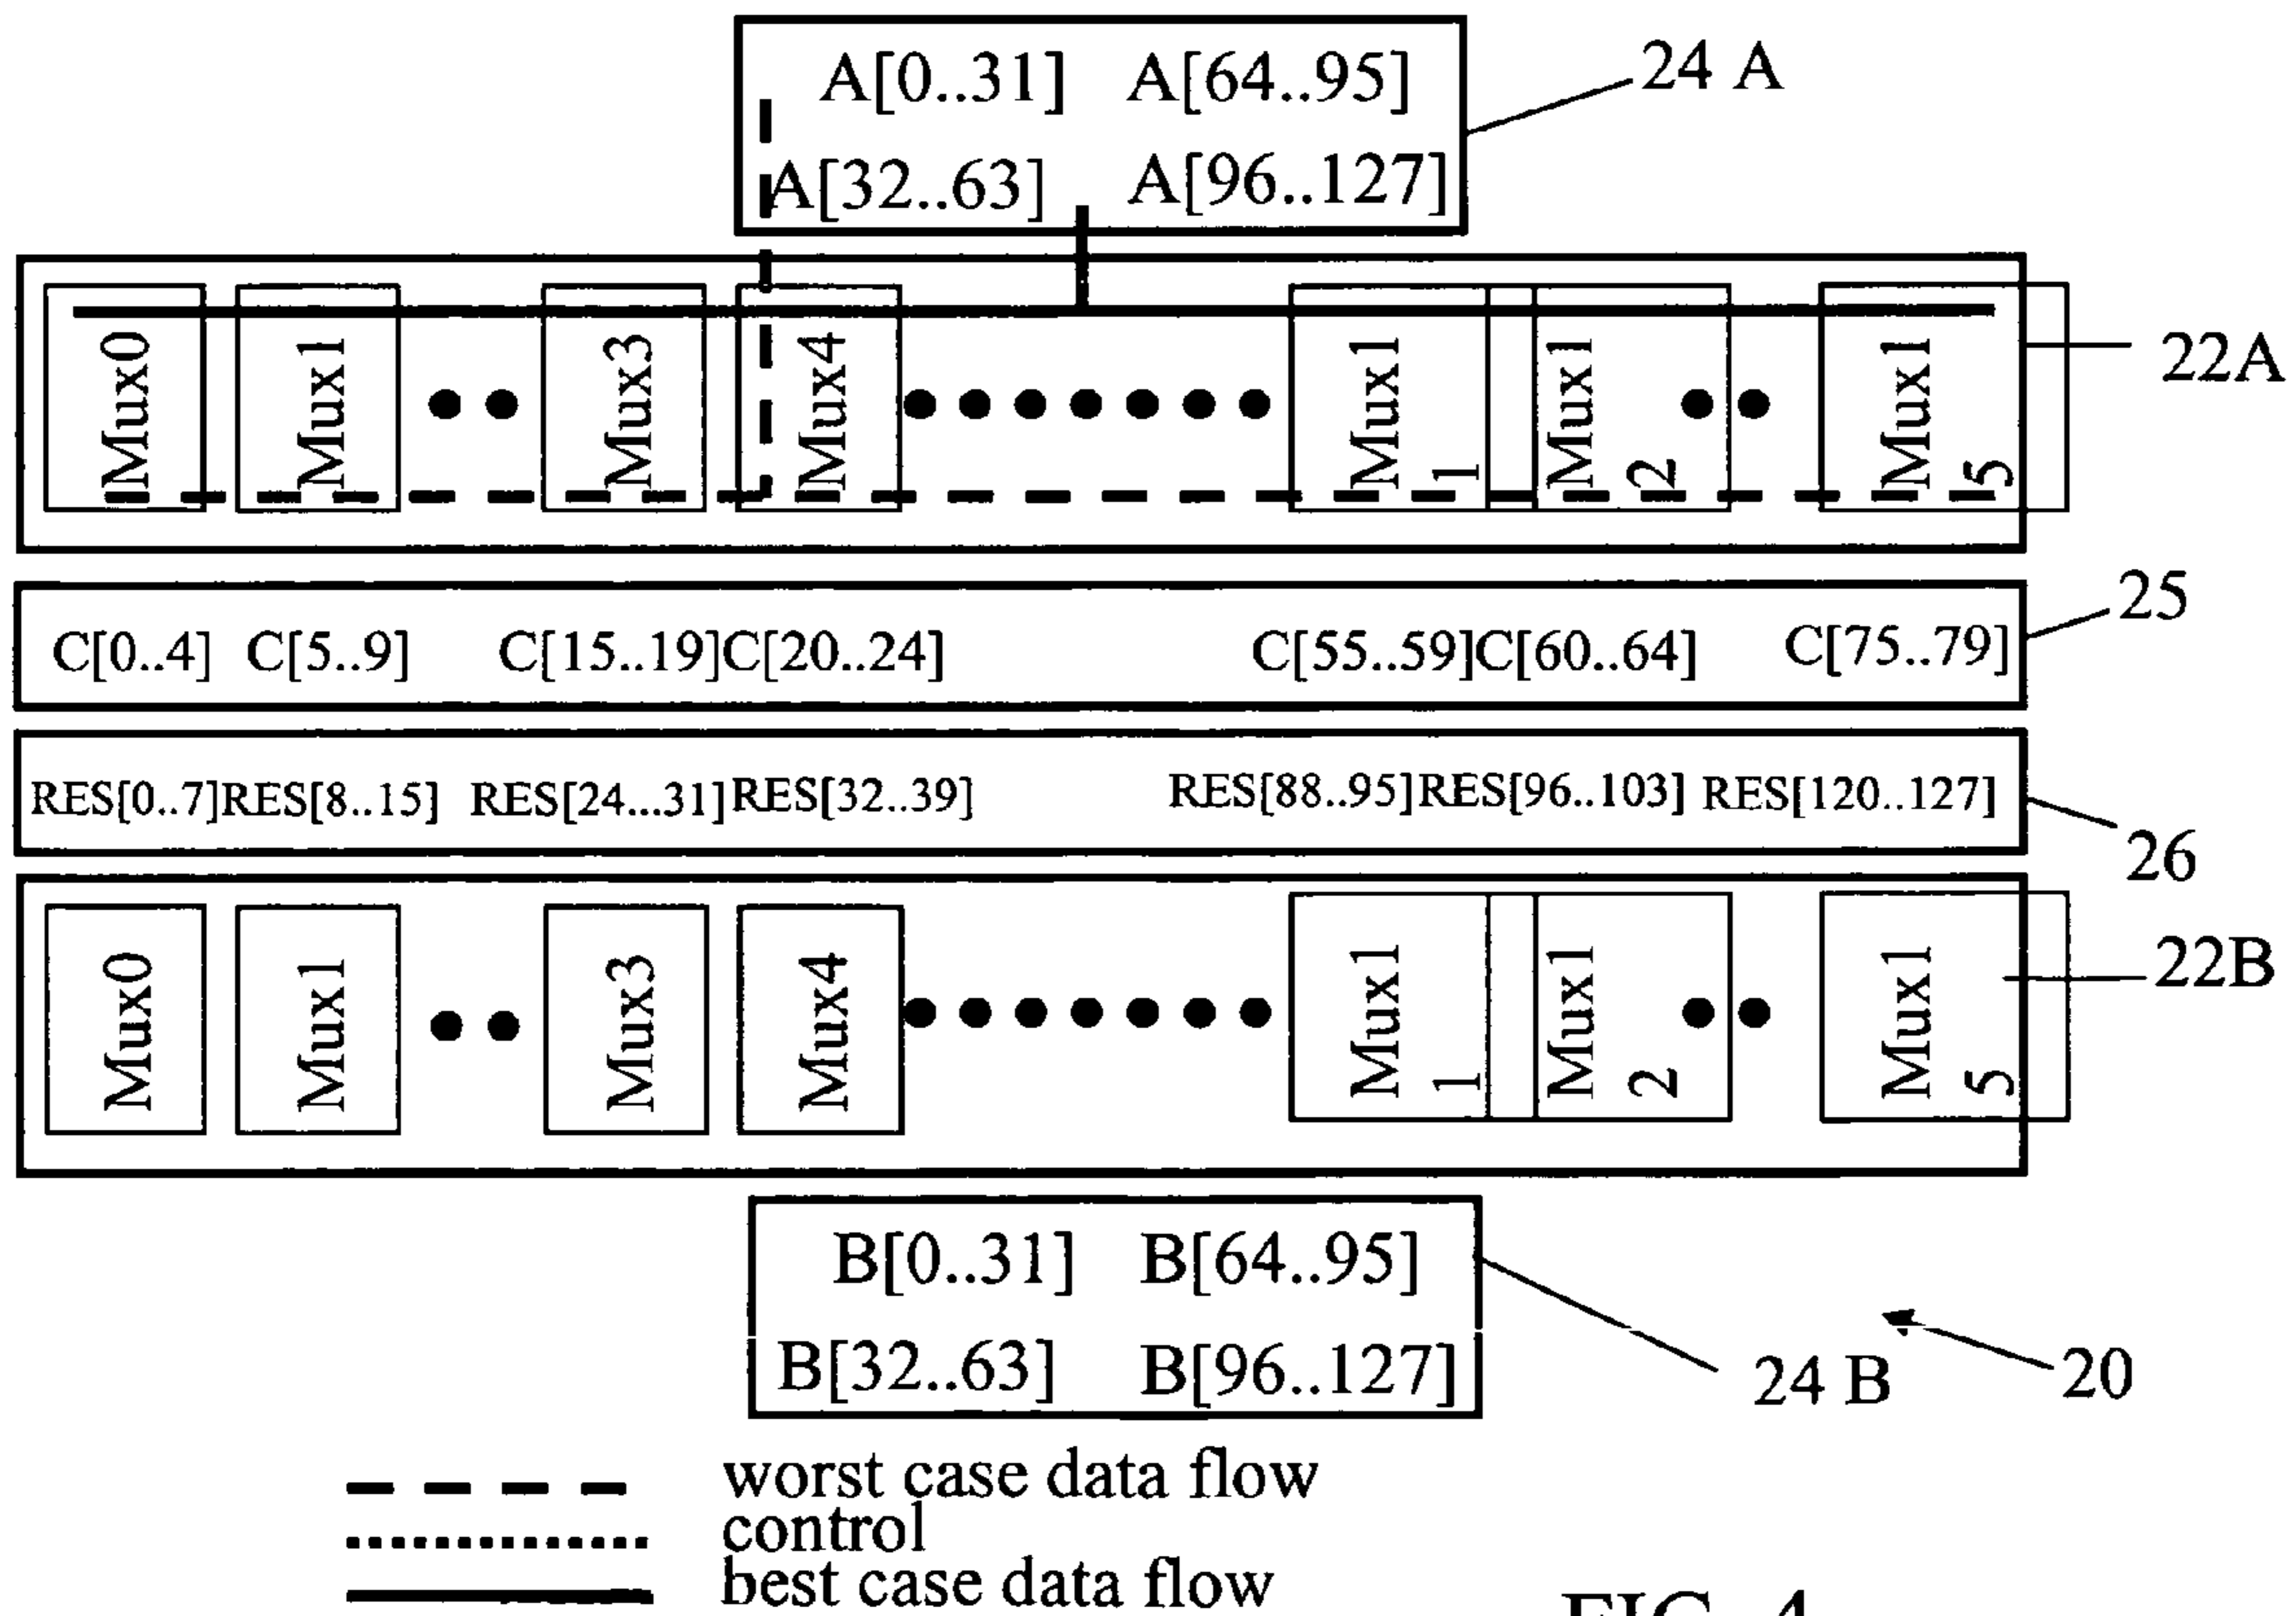 A[0..31] A[64..95] 24 A
A[32..63] A[96..127]
Mux0 Mux1 Mux3 Mux4 Mux1 1 Mux1 2 Mux1 5 22A
25
C[0..4] C[5..9] C[15..19] C[20..24] C[55..59] C[60..64] C[75..79]
RES[0..7] RES[8..15] RES[24...31] RES[32..39] RES[88..95] RES[96..103] RES[120..127]
26
Mux0 Mux1 Mux3 Mux4 Mux1 1 Mux1 2 Mux1 5 22B
B[0..31] B[64..95]
B[32..63] B[96..127] 24 B 20
worst case data flow
control
best case data flow
FIG. 4